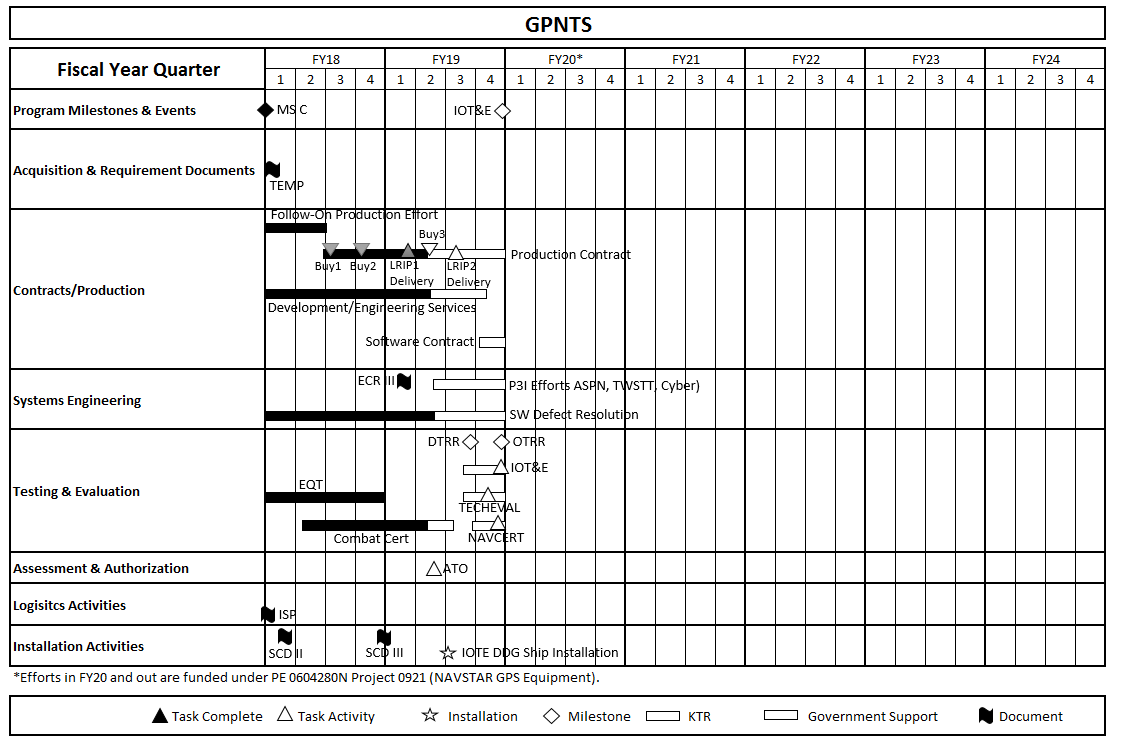 GPNTS
Fiscal Year Quarter
FY18 FY19 FY20* FY21 FY22 FY23 FY24
1 2 3 4 1 2 3 4 1 2 3 4 1 2 3 4 1 2 3 4 1 2 3 4 1 2 3 4
Program Milestones & Events
MS C
IOT&E
Acquisition & Requirement Documents
TEMP
Contracts/Production
Follow-On Production Effort
Buy3
Buy1 Buy2
LRIP1
Delivery
LRIP2
Delivery
Production Contract
Development/Engineering Services
Software Contract
Systems Engineering
ECR III
P3I Efforts ASPN, TWSTT, Cyber)
SW Defect Resolution
Testing & Evaluation
DTRR
OTRR
IOT&E
EQT
TECHEVAL
Combat Cert
NAVCERT
Assessment & Authorization
ATO
Logisitcs Activities
ISP
Installation Activities
SCD II
SCD III
IOTE DDG Ship Installation
*Efforts in FY20 and out are funded under PE 0604280N Project 0921 (NAVSTAR GPS Equipment).
Task Complete Task Activity Installation Milestone KTR Government Support Document